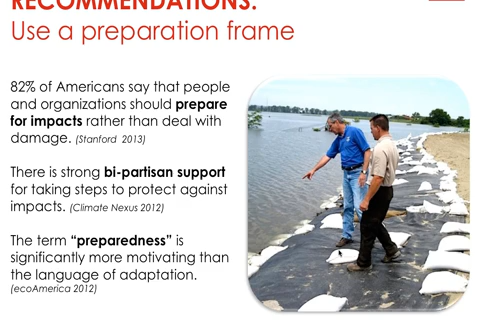 RECOMMENDATIONS:
Use a preparation frame
82% of Americans say that people
and organizations should prepare
for impacts rather than deal with
damage. (Stanford 2013)
There is strong bi-partisan support
for taking steps to protect against
impacts. (Climate Nexus 2012)
The term “preparedness” is
significantly more motivating than
the language of adaptation.
(ecoAmerica 2012)